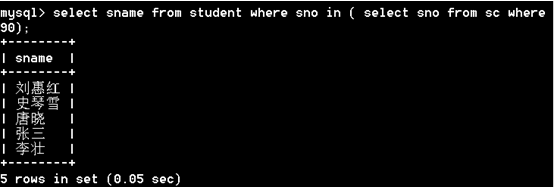 mysql> select sname from student where sno in ( select sno from sc where
90);
+--------+
| sname |
+--------+
| 刘惠红 |
| 史琴雪 |
| 唐晓 |
| 张三 |
| 李壮 |
+--------+
5 rows in set (0.05 sec)